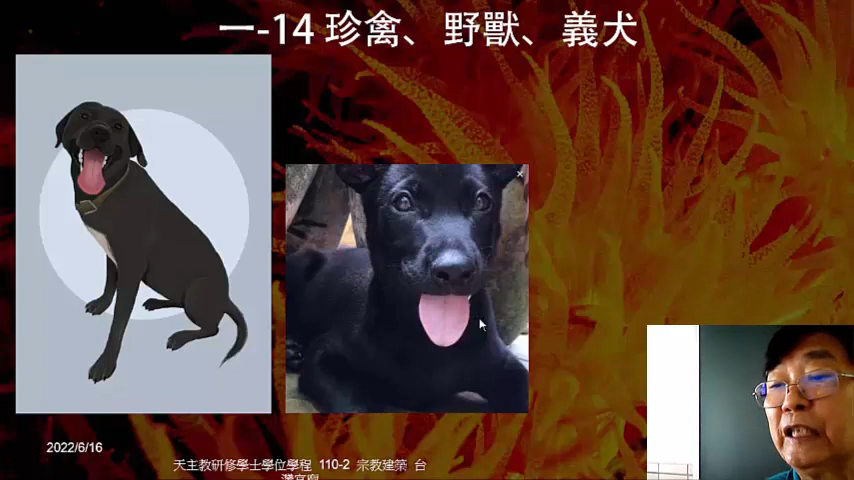 一-14 珍禽、野獸、義犬
2022/6/16
天主教研修學士學位學程 110-2 宗教建築 台